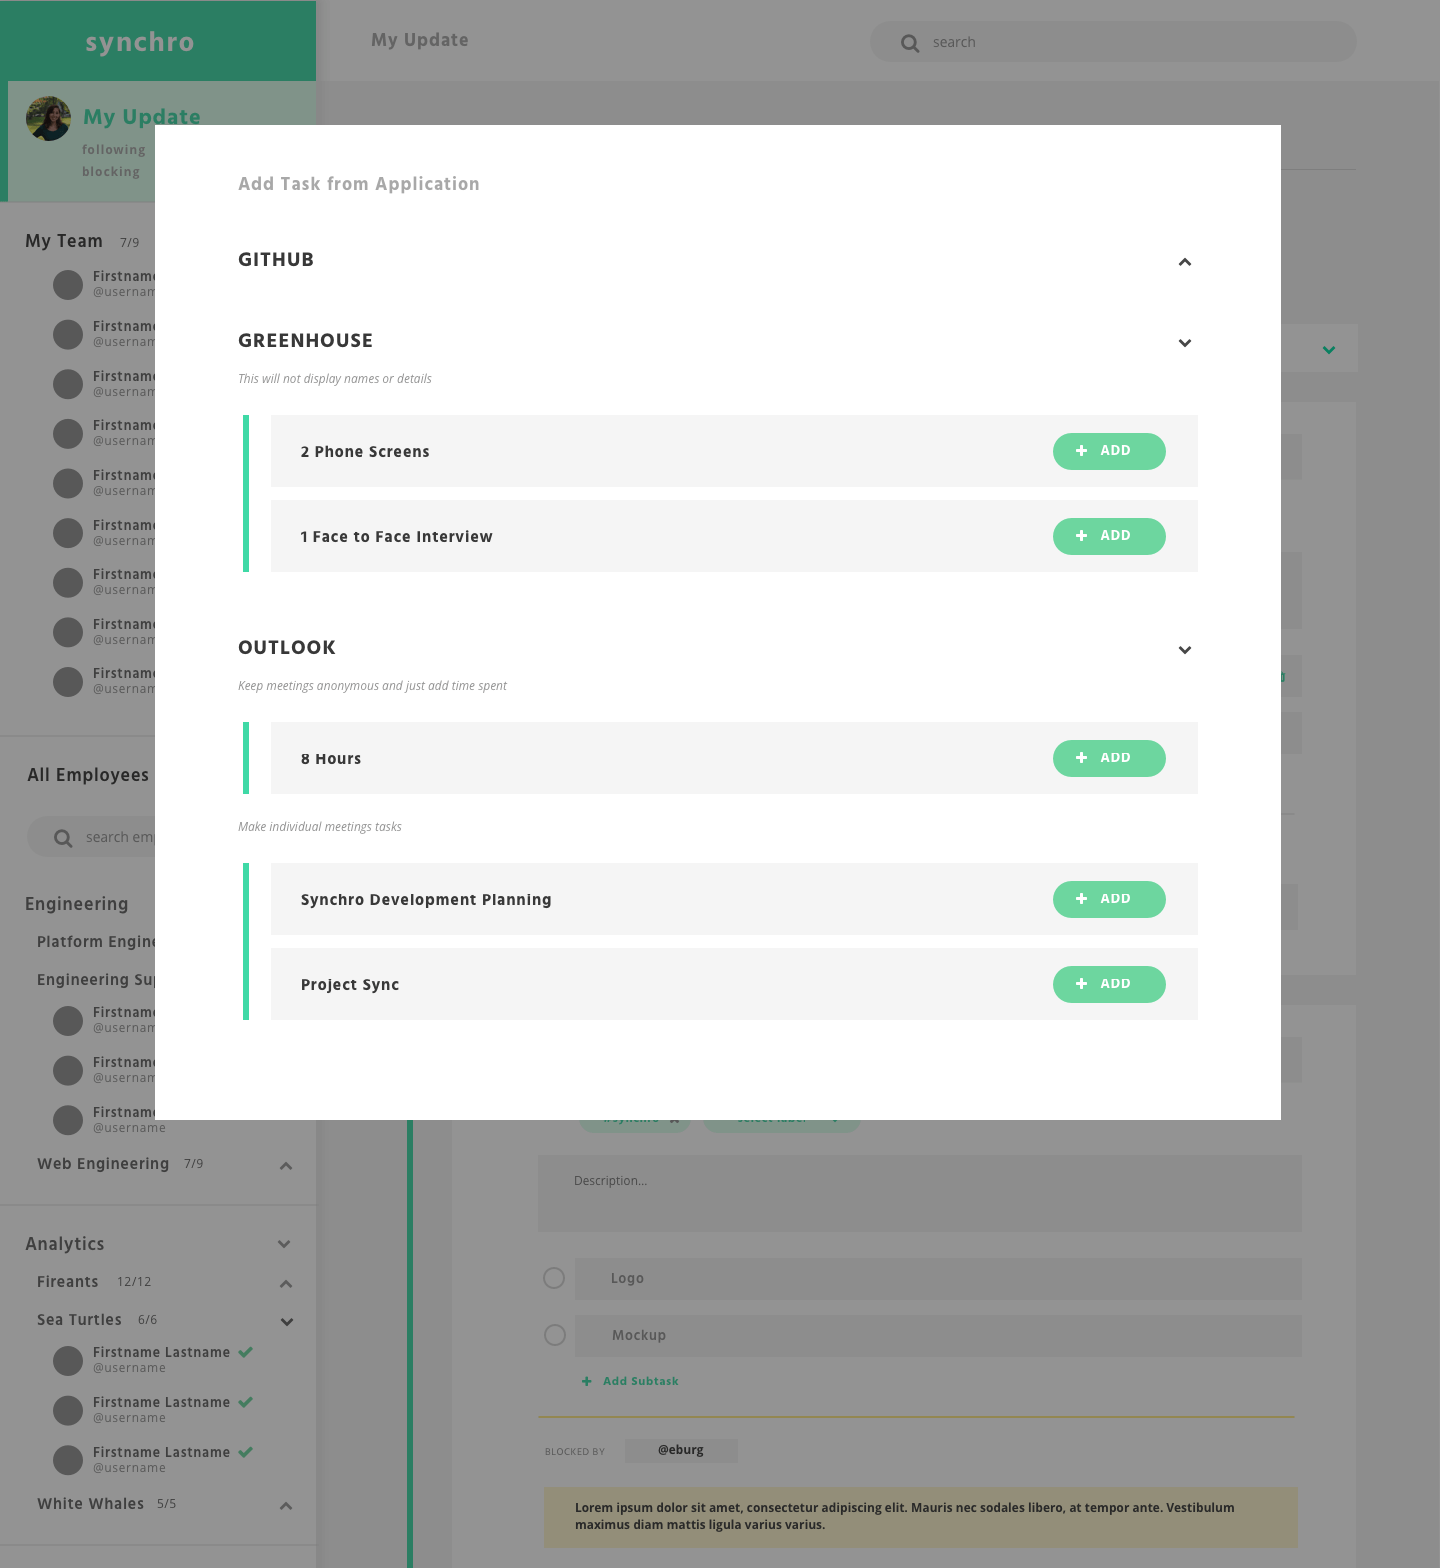 synchro
My Update
search
My Update
following
blocking
My Team 7/9
Firstname
@usernam
Firstname
@usernam
Firstname
@usernam
Firstname
@usernam
Firstname
@usernam
Firstname
@usernam
Firstname
@usernam
Firstname
@usernam
Firstname
@usernam
All Employees
search emp
Engineering
Platform Engine
Engineering Sup
Firstname
@usernam
Firstname
@usernam
Firstname
@username
Web Engineering 7/9
Analytics
Fireants 12/12
Sea Turtles 6/6
Firstname Lastname
@username
Firstname Lastname
@username
Firstname Lastname
@username
White Whales 5/5
Add Task from Application
GITHUB
GREENHOUSE
This will not display names or details
2 Phone Screens
+ ADD
1 Face to Face Interview
+ ADD
OUTLOOK
Keep meetings anonymous and just add time spent
8 Hours
+ ADD
Make individual meetings tasks
Synchro Development Planning
+ ADD
Project Sync
+ ADD
#synchro select label
Description...
Logo
Mockup
+ Add Subtask
BLOCKED BY @eburg
Lorem ipsum dolor sit amet, consectetur adipiscing elit. Mauris nec sodales libero, at tempor ante. Vestibulum
maximus diam mattis ligula varius varius.